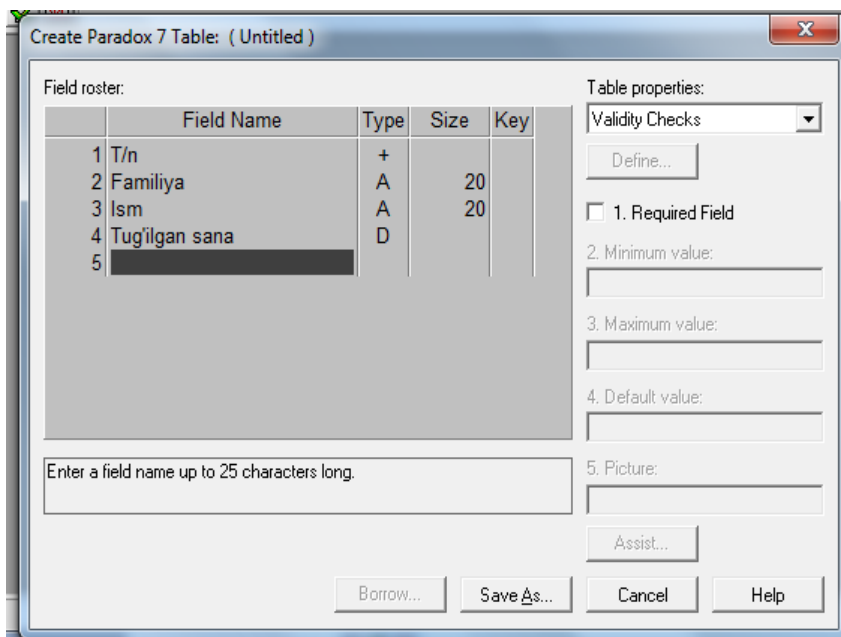 Create Paradox 7 Table: ( Untitled )
Field roster:
Field Name Type Size Key
1 T/n +
2 Familiya A 20
3 Ism A 20
4 Tug'ilgan sana D
5
Enter a field name up to 25 characters long.
Table properties:
Validity Checks
Define...
1. Required Field
2. Minimum value:
3. Maximum value:
4. Default value:
5. Picture:
Assist...
Borrow... Save As... Cancel Help